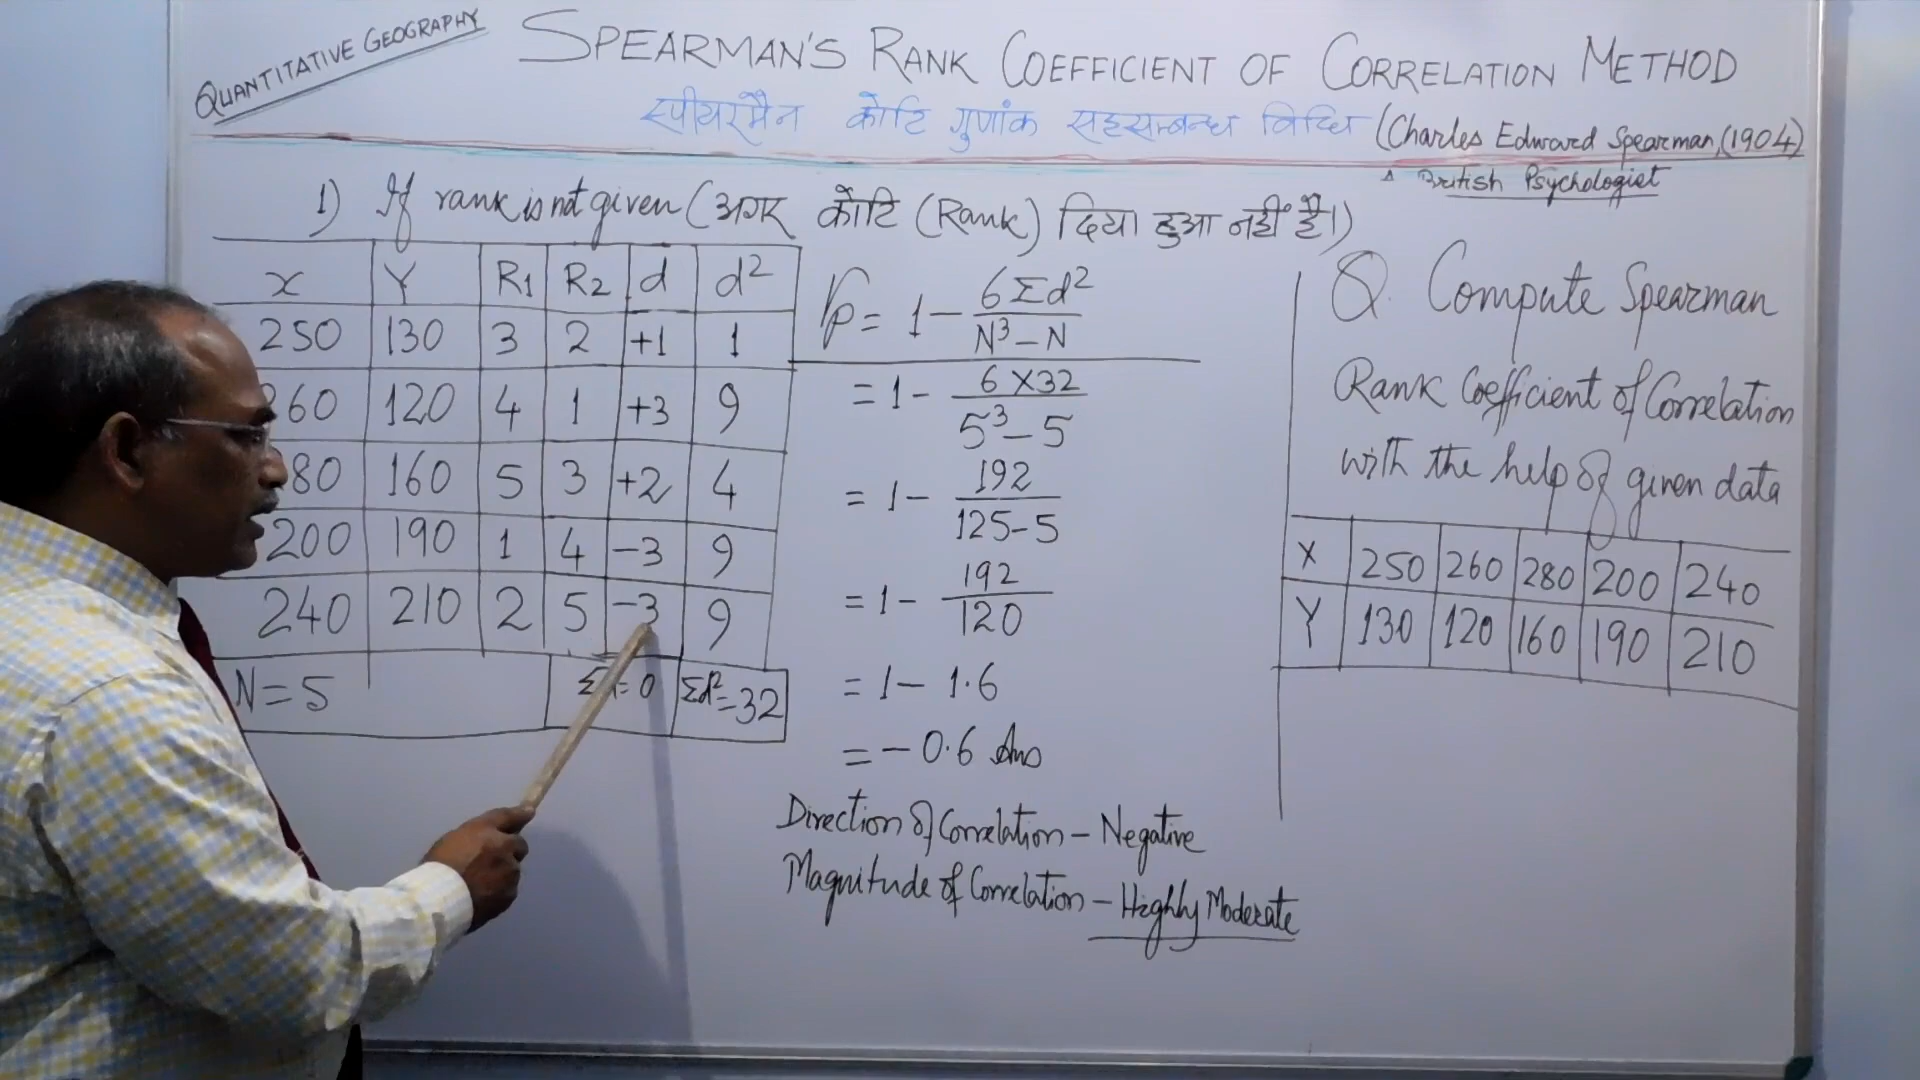 QUANTITATIVE GEOGRAPHY
SPEARMAN'S RANK COEFFICIENT OF CORRELATION METHOD
स्पीयरमैन कोटि गुणांक सहसम्बन्ध विधि (Charles Edward Spearman, (1904)
A British Psychologist
1) If rank is not given (अगर कोटि (Rank) दिया हुआ नहीं है।)
x Y R1 R2 d d²
250 130 3 2 +1 1
260 120 4 1 +3 9
80 160 5 3 +2 4
200 190 1 4 -3 9
240 210 2 5 -3 9
N=5 Σ =0 Σd²=32
r = 1 - 6Σd² / N³-N
= 1 - 6×32 / 5³-5
= 1 - 192 / 125-5
= 1 - 192 / 120
= 1 - 1.6
= -0.6 Ans
Direction of Correlation - Negative
Magnitude of Correlation - Highly Moderate
Q. Compute Spearman
Rank Coefficient of Correlation
with the help of given data
X 250 260 280 200 240
Y 130 120 160 190 210